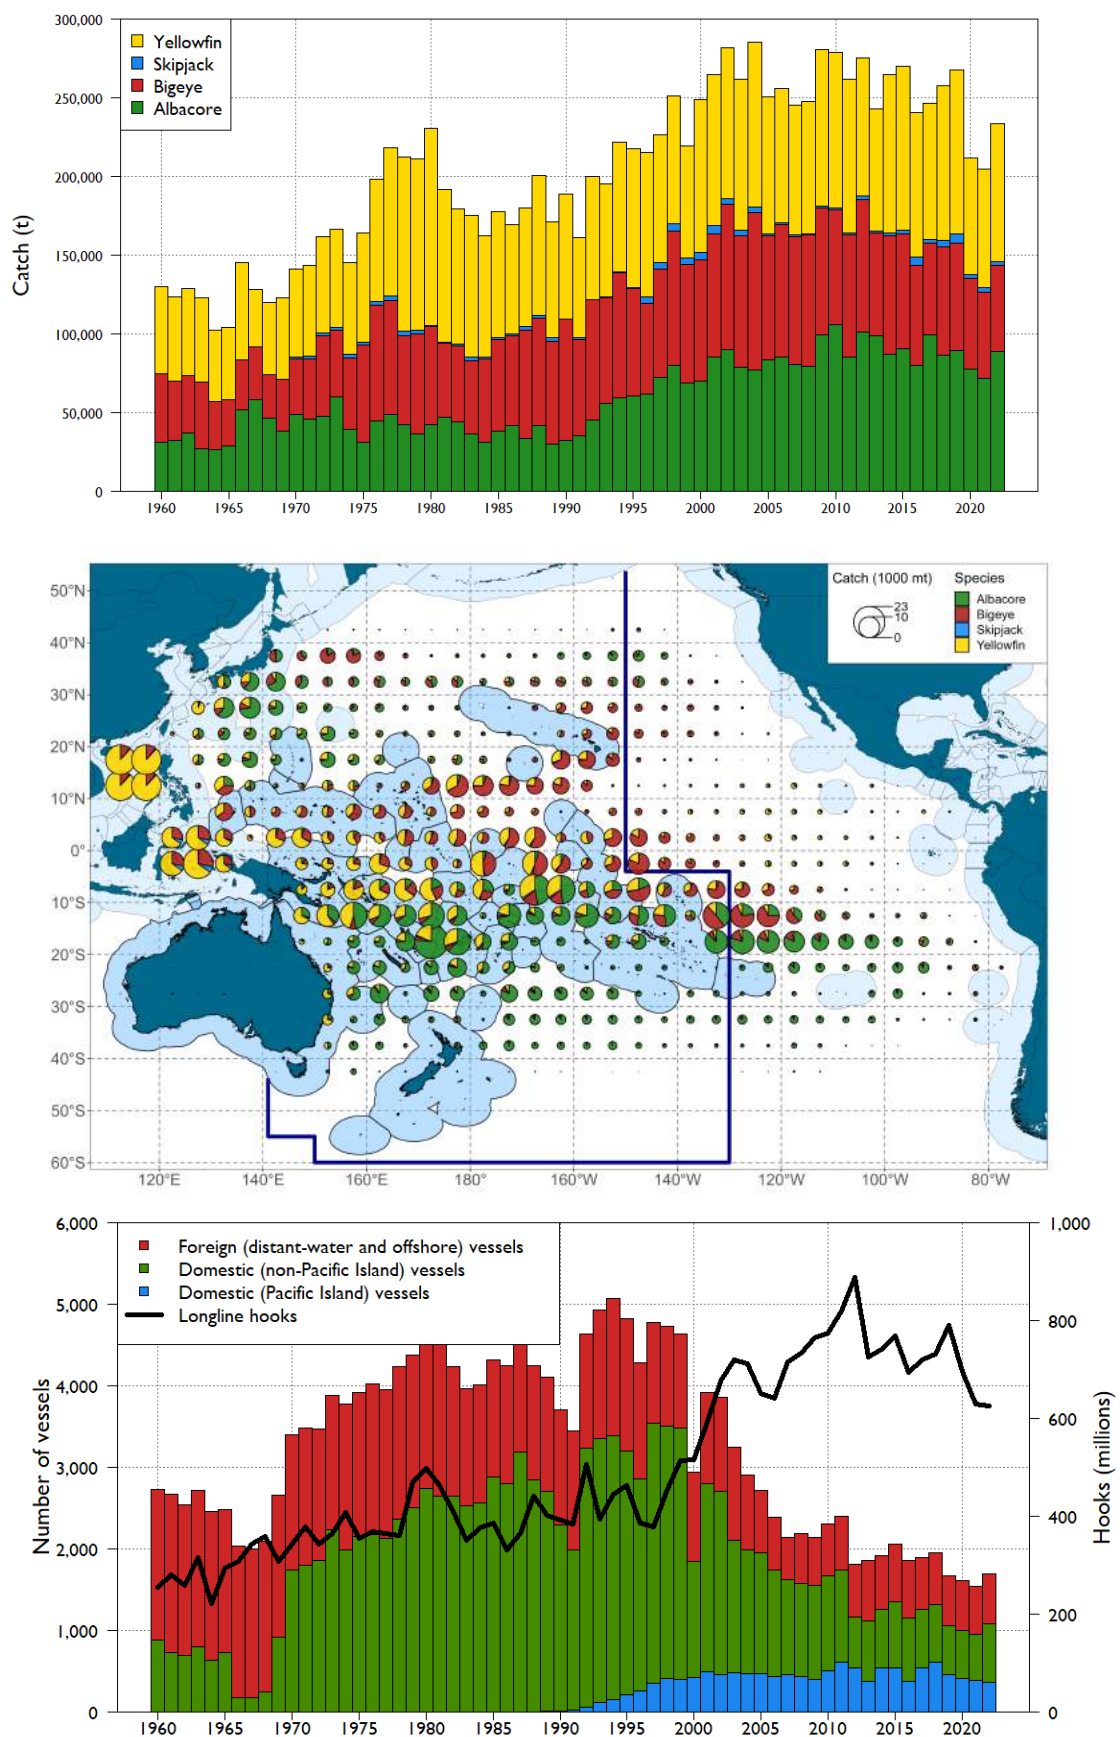 300,000
250,000
200,000
150,000
100,000
50,000
0
Catch (t)
Yellowfin
Skipjack
Bigeye
Albacore
1960 1965 1970 1975 1980 1985 1990 1995 2000 2005 2010 2015 2020
50°N
40°N
30°N
20°N
10°N
0°
10°S
20°S
30°S
40°S
50°S
60°S
Catch (1000 mt)
23
10
0
Species
Albacore
Bigeye
Skipjack
Yellowfin
120°E 140°E 160°E 180° 160°W 140°W 120°W 100°W 80°W
6,000
5,000
4,000
3,000
2,000
1,000
0
Number of vessels
Foreign (distant-water and offshore) vessels
Domestic (non-Pacific Island) vessels
Domestic (Pacific Island) vessels
Longline hooks
1,000
800
600
400
200
0
Hooks (millions)
1960 1965 1970 1975 1980 1985 1990 1995 2000 2005 2010 2015 2020